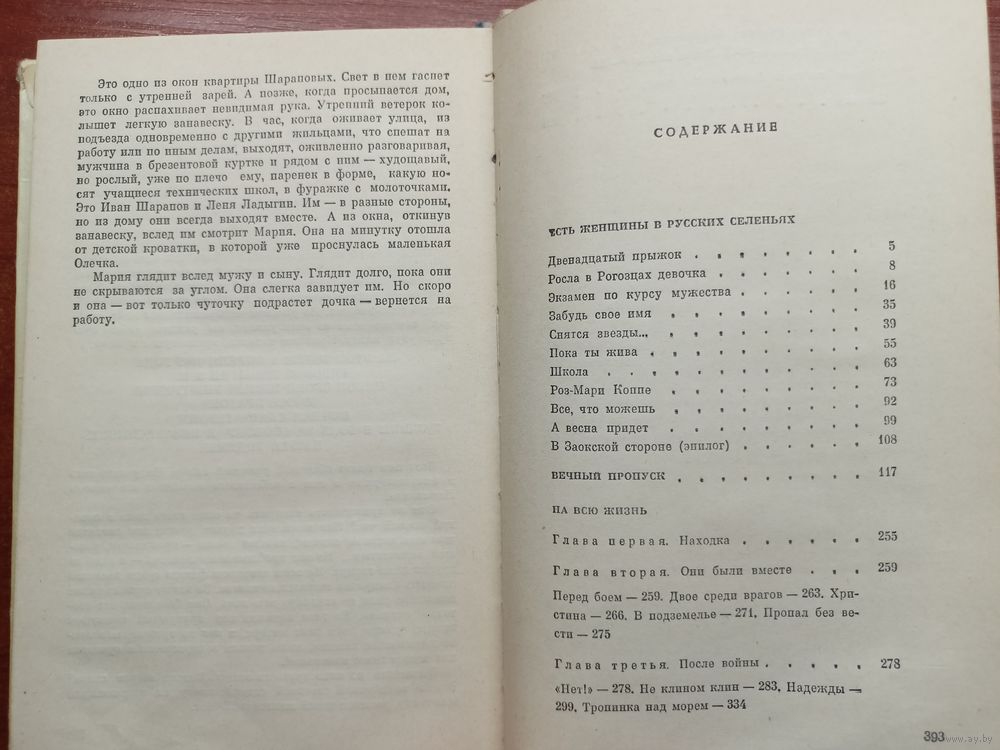 Это одно из окон квартиры Шараповых. Свет в нем гаснет
только с утренней зарей. А позже, когда просыпается дом,
это окно распахивает невидимая рука. Утренний ветерок ко-
лышет легкую занавеску. В час, когда оживает улица, из
подъезда одновременно с другими жильцами, что спешат на
работу или по иным делам, выходят, оживленно разговаривая,
мужчина в брезентовой куртке и рядом с ним — худощавый,
но рослый, уже по плечо ему, паренек в форме, какую но-
сят учащиеся технических школ, в фуражке с молоточками.
Это Иван Шарапов и Леня Ладыгин. Им — в разные стороны,
но из дому они всегда выходят вместе. А из окна, откинув
занавеску, вслед им смотрит Мария. Она на минутку отошла
от детской кроватки, в которой уже проснулась маленькая
Олечка.
Мария глядит вслед мужу и сыну. Глядит долго, пока они
не скрываются за углом. Она слегка завидует им. Но скоро
и она — вот только чуточку подрастет дочка — вернется на
работу.
СОДЕРЖАНИЕ
ЕСТЬ ЖЕНЩИНЫ В РУССКИХ СЕЛЕНЬЯХ
Двенадцатый прыжок . . . . . . . . . 5
Росла в Рогозцах девочка . . . . . . . . 8
Экзамен по курсу мужества . . . . . . . 16
Забудь свое имя . . . . . . . . . . 35
Снятся звезды... . . . . . . . . . . 39
Пока ты жива . . . . . . . . . . . 55
Школа . . . . . . . . . . . . 63
Роз-Мари Коппе . . . . . . . . . . 73
Все, что можешь . . . . . . . . . . 92
А весна придет . . . . . . . . . . 99
В Заокской стороне (эпилог) . . . . . . . 108
ВЕЧНЫЙ ПРОПУСК . . . . . . . . . 117
НА ВСЮ ЖИЗНЬ
Глава первая. Находка . . . . . . 255
Глава вторая. Они были вместе . . . 259
Перед боем — 259. Двое среди врагов — 263. Хри-
стина — 266. В подземелье — 271. Пропал без ве-
сти — 275
Глава третья. После войны . . . . . 278
«Нет!» — 278. Не клином клин — 283. Надежды —
299. Тропинка над морем — 334
393
www.ay.by